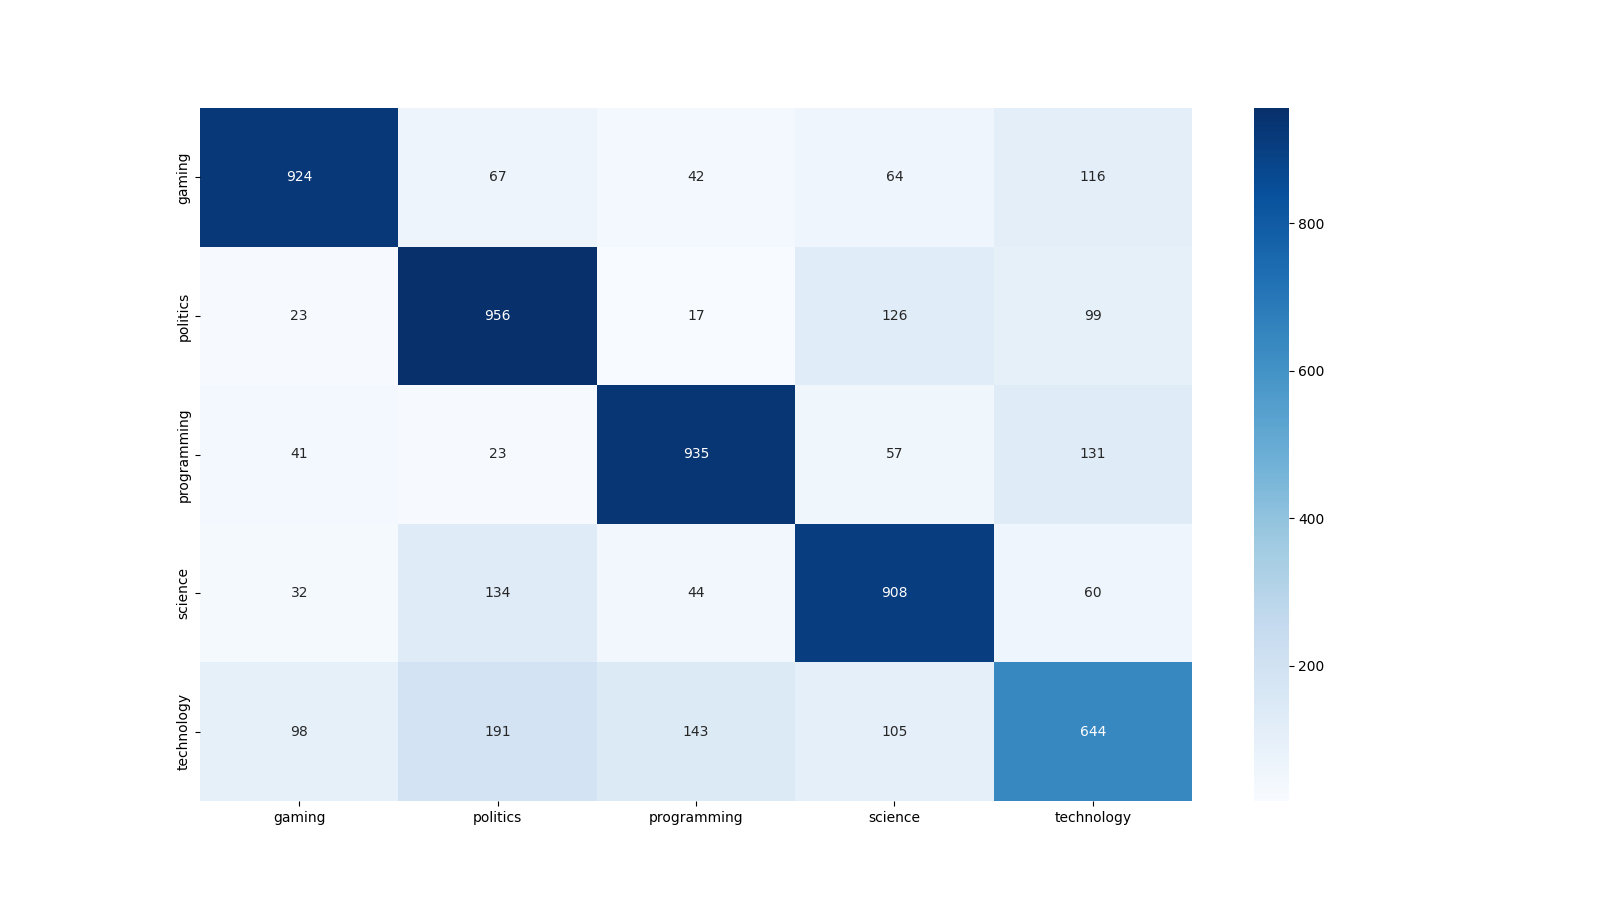 gaming 924 67 42 64 116
politics 23 956 17 126 99
programming 41 23 935 57 131
science 32 134 44 908 60
technology 98 191 143 105 644
gaming politics programming science technology
800
600
400
200